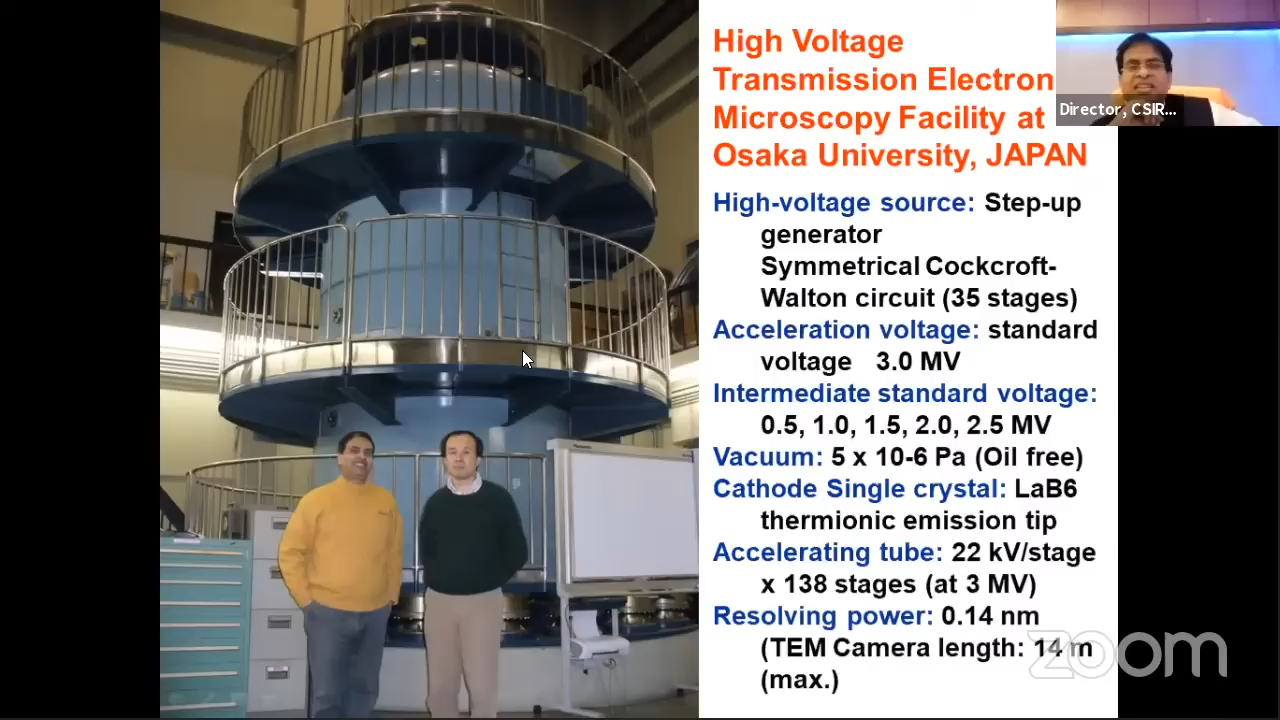 High Voltage
Transmission Electron
Microscopy Facility at
Osaka University, JAPAN
Director, CSIR...
High-voltage source: Step-up
generator
Symmetrical Cockcroft-
Walton circuit (35 stages)
Acceleration voltage: standard
voltage 3.0 MV
Intermediate standard voltage:
0.5, 1.0, 1.5, 2.0, 2.5 MV
Vacuum: 5 x 10-6 Pa (Oil free)
Cathode Single crystal: LaB6
thermionic emission tip
Accelerating tube: 22 kV/stage
x 138 stages (at 3 MV)
Resolving power: 0.14 nm
(TEM Camera length: 14 m
(max.)
zoom